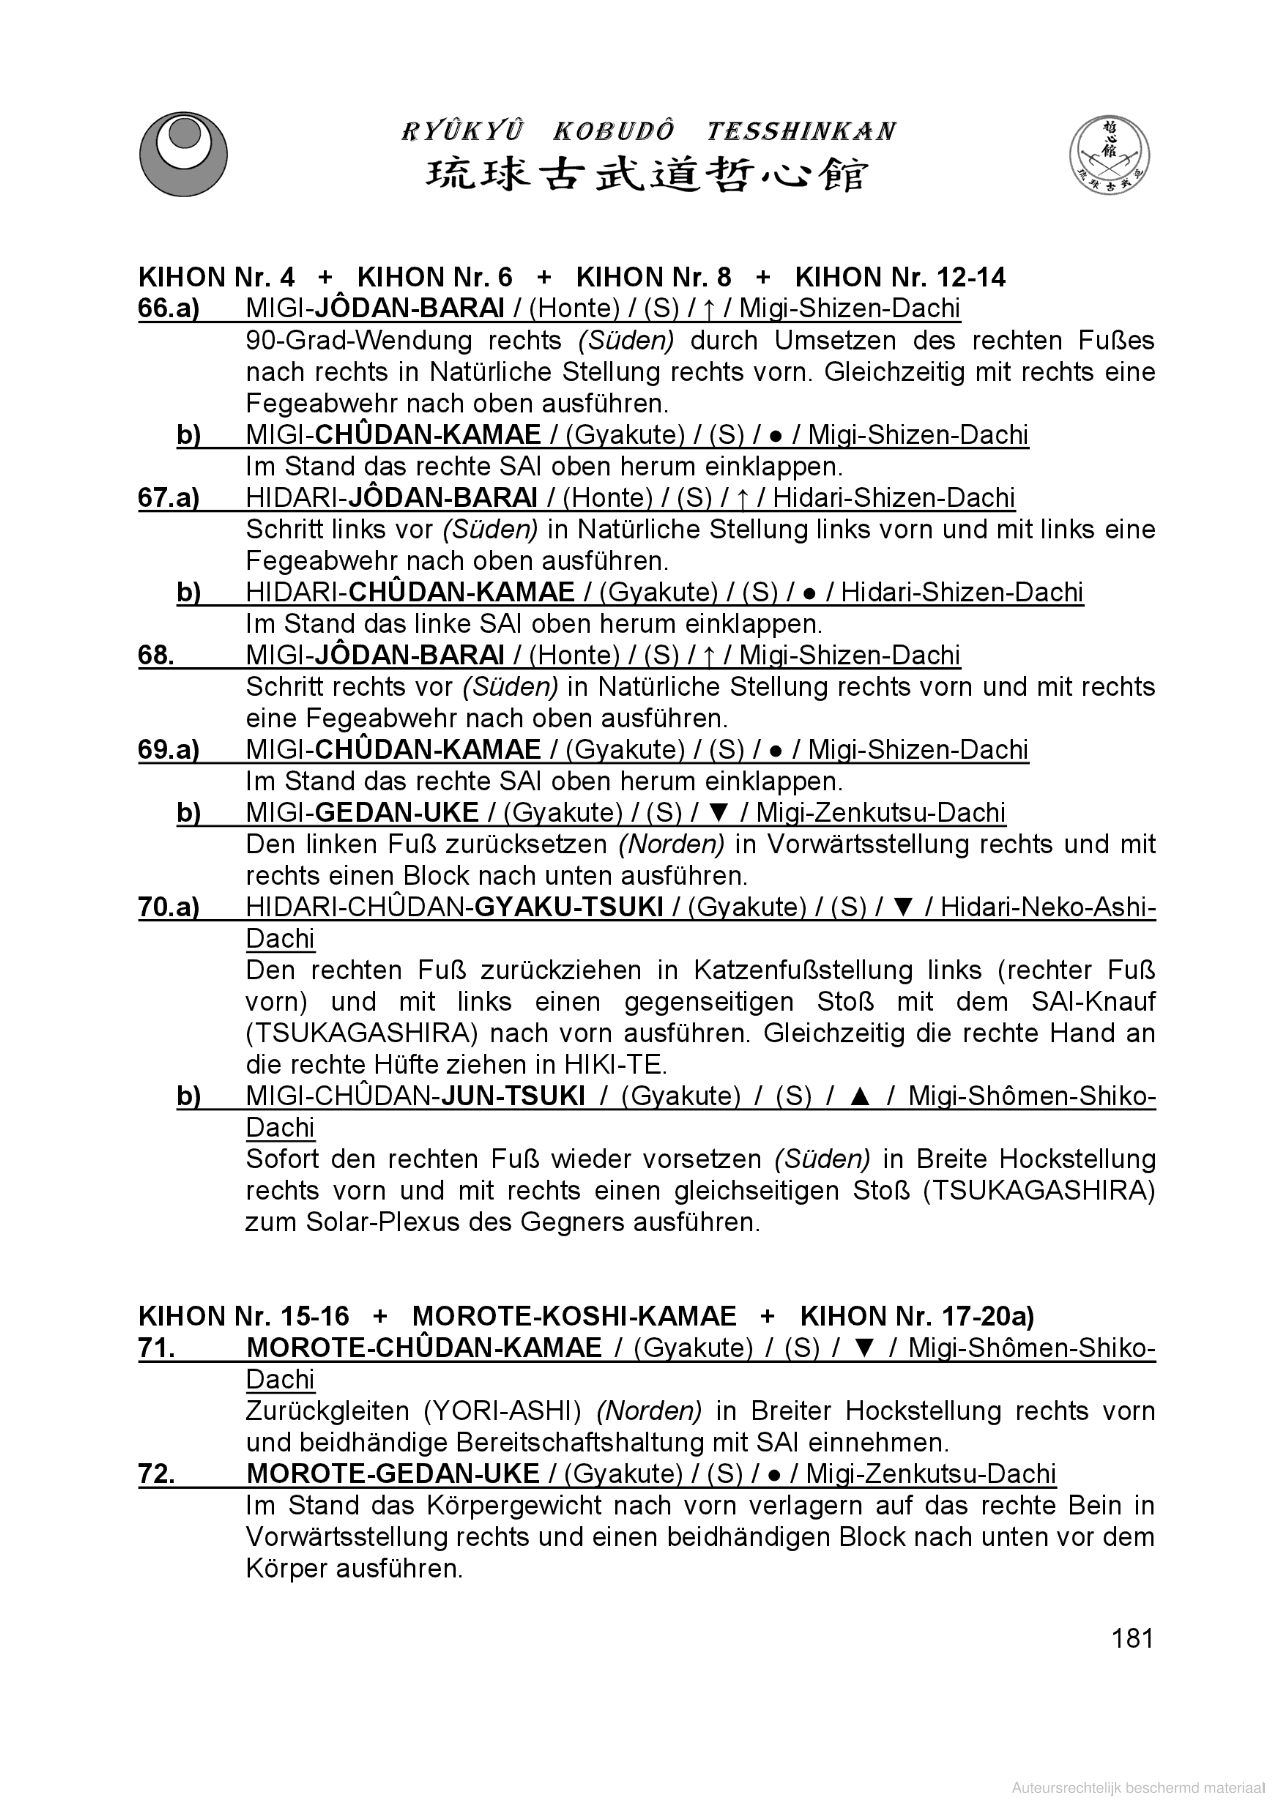 RYÛKYÛ KOBUDÔ TESSHINKAN
琉球古武道哲心館
哲心館
琉球古武道
KIHON Nr. 4 + KIHON Nr. 6 + KIHON Nr. 8 + KIHON Nr. 12-14
66.a) MIGI-JÔDAN-BARAI / (Honte) / (S) / ↑ / Migi-Shizen-Dachi
90-Grad-Wendung rechts (Süden) durch Umsetzen des rechten Fußes
nach rechts in Natürliche Stellung rechts vorn. Gleichzeitig mit rechts eine
Fegeabwehr nach oben ausführen.
b) MIGI-CHÛDAN-KAMAE / (Gyakute) / (S) / ● / Migi-Shizen-Dachi
Im Stand das rechte SAI oben herum einklappen.
67.a) HIDARI-JÔDAN-BARAI / (Honte) / (S) / ↑ / Hidari-Shizen-Dachi
Schritt links vor (Süden) in Natürliche Stellung links vorn und mit links eine
Fegeabwehr nach oben ausführen.
b) HIDARI-CHÛDAN-KAMAE / (Gyakute) / (S) / ● / Hidari-Shizen-Dachi
Im Stand das linke SAI oben herum einklappen.
68. MIGI-JÔDAN-BARAI / (Honte) / (S) / ↑ / Migi-Shizen-Dachi
Schritt rechts vor (Süden) in Natürliche Stellung rechts vorn und mit rechts
eine Fegeabwehr nach oben ausführen.
69.a) MIGI-CHÛDAN-KAMAE / (Gyakute) / (S) / ● / Migi-Shizen-Dachi
Im Stand das rechte SAI oben herum einklappen.
b) MIGI-GEDAN-UKE / (Gyakute) / (S) / ▼ / Migi-Zenkutsu-Dachi
Den linken Fuß zurücksetzen (Norden) in Vorwärtsstellung rechts und mit
rechts einen Block nach unten ausführen.
70.a) HIDARI-CHÛDAN-GYAKU-TSUKI / (Gyakute) / (S) / ▼ / Hidari-Neko-Ashi-
Dachi
Den rechten Fuß zurückziehen in Katzenfußstellung links (rechter Fuß
vorn) und mit links einen gegenseitigen Stoß mit dem SAI-Knauf
(TSUKAGASHIRA) nach vorn ausführen. Gleichzeitig die rechte Hand an
die rechte Hüfte ziehen in HIKI-TE.
b) MIGI-CHÛDAN-JUN-TSUKI / (Gyakute) / (S) / ▲ / Migi-Shômen-Shiko-
Dachi
Sofort den rechten Fuß wieder vorsetzen (Süden) in Breite Hockstellung
rechts vorn und mit rechts einen gleichseitigen Stoß (TSUKAGASHIRA)
zum Solar-Plexus des Gegners ausführen.
KIHON Nr. 15-16 + MOROTE-KOSHI-KAMAE + KIHON Nr. 17-20a)
71. MOROTE-CHÛDAN-KAMAE / (Gyakute) / (S) / ▼ / Migi-Shômen-Shiko-
Dachi
Zurückgleiten (YORI-ASHI) (Norden) in Breiter Hockstellung rechts vorn
und beidhändige Bereitschaftshaltung mit SAI einnehmen.
72. MOROTE-GEDAN-UKE / (Gyakute) / (S) / ● / Migi-Zenkutsu-Dachi
Im Stand das Körpergewicht nach vorn verlagern auf das rechte Bein in
Vorwärtsstellung rechts und einen beidhändigen Block nach unten vor dem
Körper ausführen.
181
Auteursrechtelijk beschermd materiaal